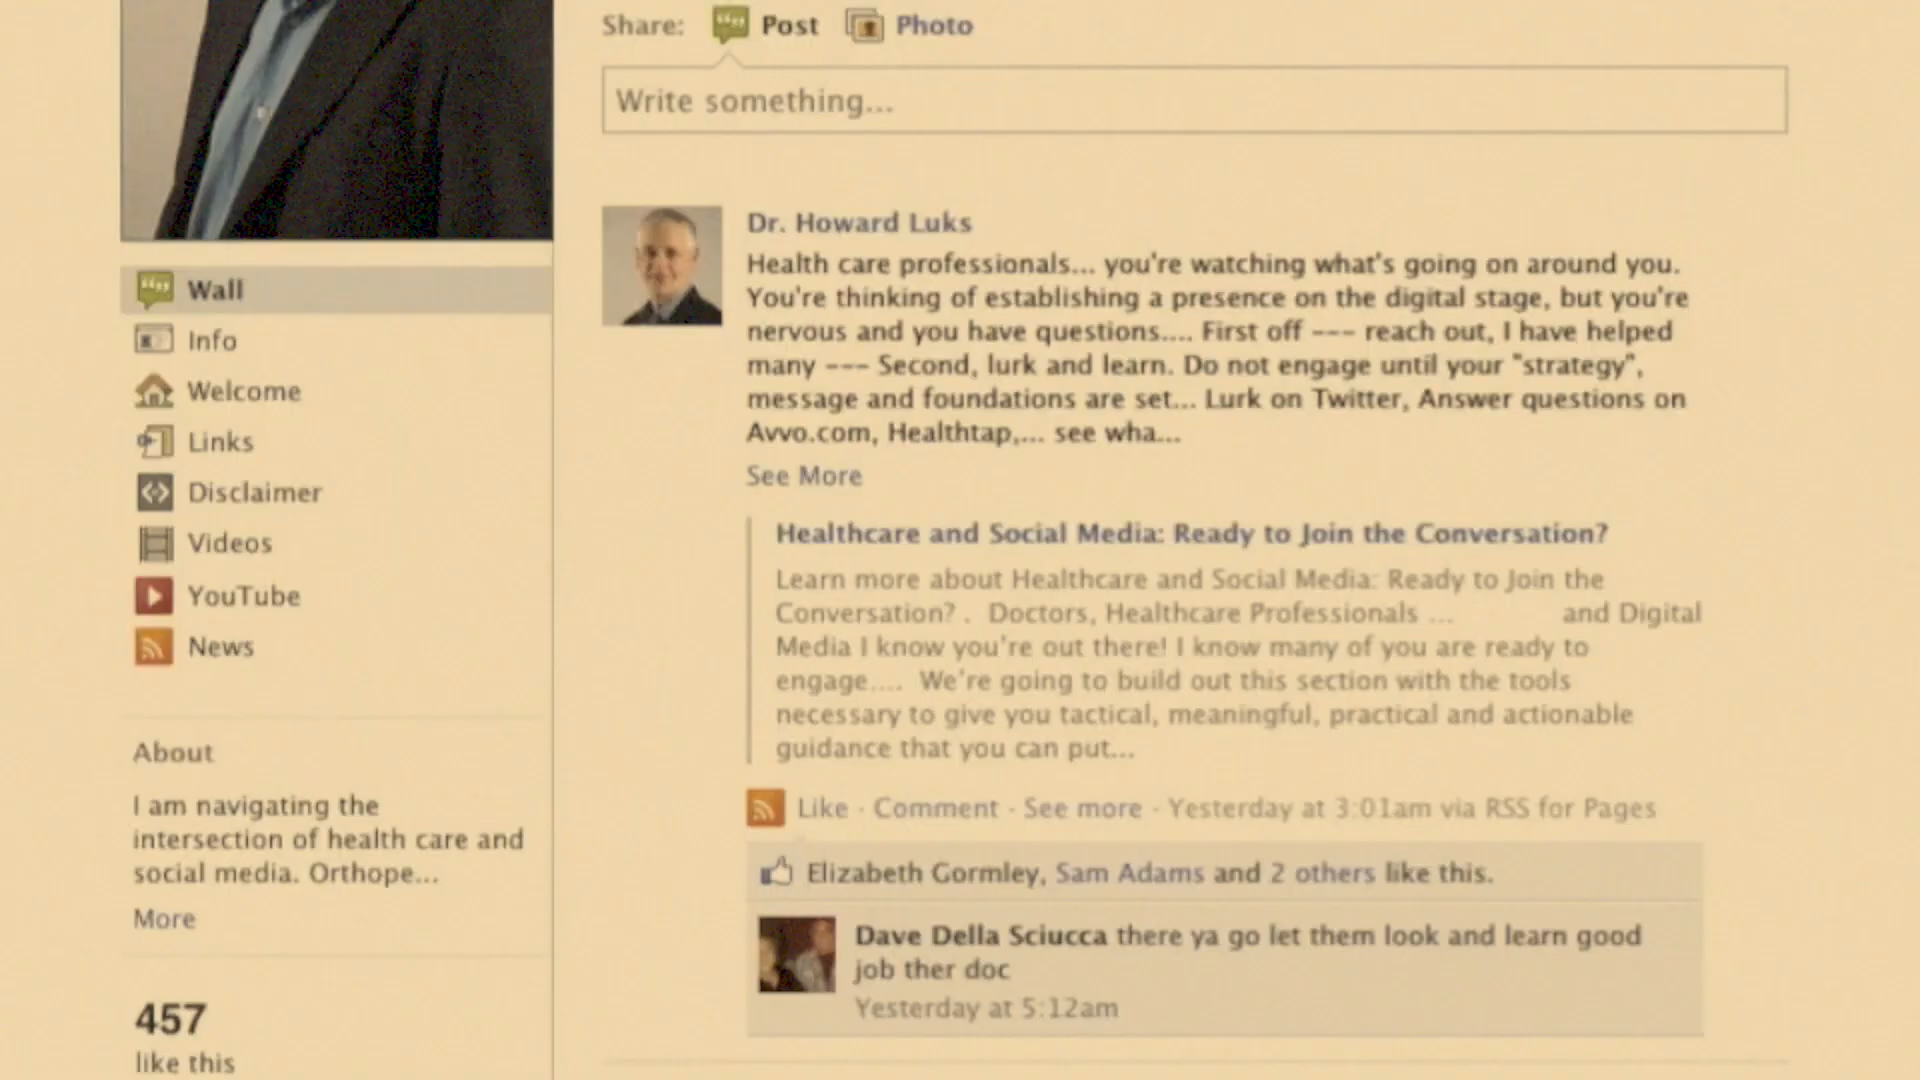 Share: Post Photo
Write something...
Wall
Info
Welcome
Links
Disclaimer
Videos
YouTube
News
About
I am navigating the
intersection of health care and
social media. Orthope...
More
457
like this
Dr. Howard Luks
Health care professionals... you're watching what's going on around you.
You're thinking of establishing a presence on the digital stage, but you're
nervous and you have questions.... First off --- reach out, I have helped
many --- Second, lurk and learn. Do not engage until your "strategy",
message and foundations are set... Lurk on Twitter, Answer questions on
Avvo.com, Healthtap,... see wha...
See More
Healthcare and Social Media: Ready to Join the Conversation?
Learn more about Healthcare and Social Media: Ready to Join the
Conversation? . Doctors, Healthcare Professionals ... and Digital
Media I know you're out there! I know many of you are ready to
engage.... We're going to build out this section with the tools
necessary to give you tactical, meaningful, practical and actionable
guidance that you can put...
Like · Comment · See more · Yesterday at 3:01am via RSS for Pages
Elizabeth Gormley, Sam Adams and 2 others like this.
Dave Della Sciucca there ya go let them look and learn good
job ther doc
Yesterday at 5:12am